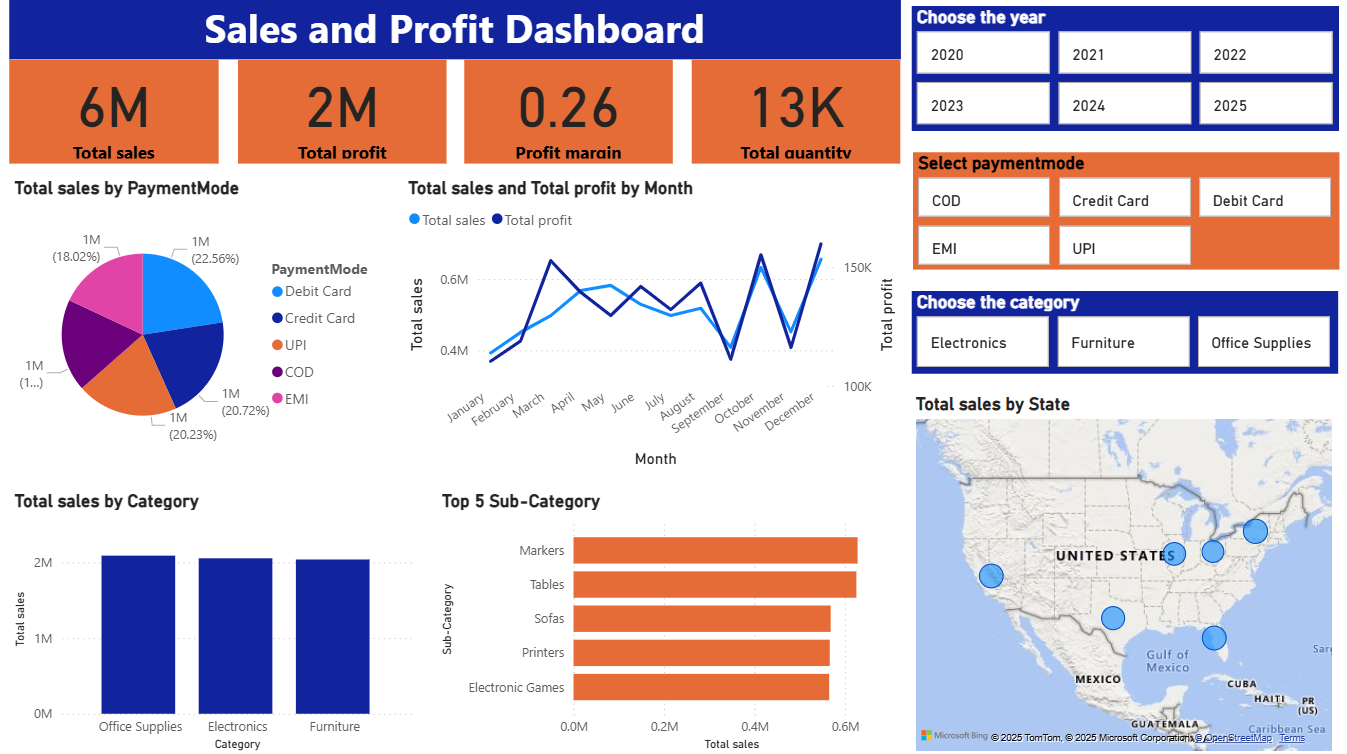 Sales and Profit Dashboard
6M
Total sales
2M
Total profit
0.26
Profit margin
13K
Total quantity
Choose the year
2020
2021
2022
2023
2024
2025
Select paymentmode
COD
Credit Card
Debit Card
EMI
UPI
Choose the category
Electronics
Furniture
Office Supplies
Total sales by PaymentMode
1M
(18.02%)
1M
(22.56%)
1M
(1...)
1M
(20.72%)
1M
(20.23%)
PaymentMode
Debit Card
Credit Card
UPI
COD
EMI
Total sales and Total profit by Month
Total sales
Total profit
Total sales
0.6M
0.4M
150K
100K
Total profit
January
February
March
April
May
June
July
August
September
October
November
December
Month
Total sales by Category
Total sales
2M
1M
0M
Office Supplies
Electronics
Furniture
Category
Top 5 Sub-Category
Sub-Category
Markers
Tables
Sofas
Printers
Electronic Games
0.0M
0.2M
0.4M
0.6M
Total sales
Total sales by State
UNITED STATES
Gulf of
Mexico
MEXICO
CUBA
HAITI
PR
(US)
GUATEMALA
Caribbean Sea
Microsoft Bing
© 2025 TomTom, © 2025 Microsoft Corporation, © OpenStreetMap Terms